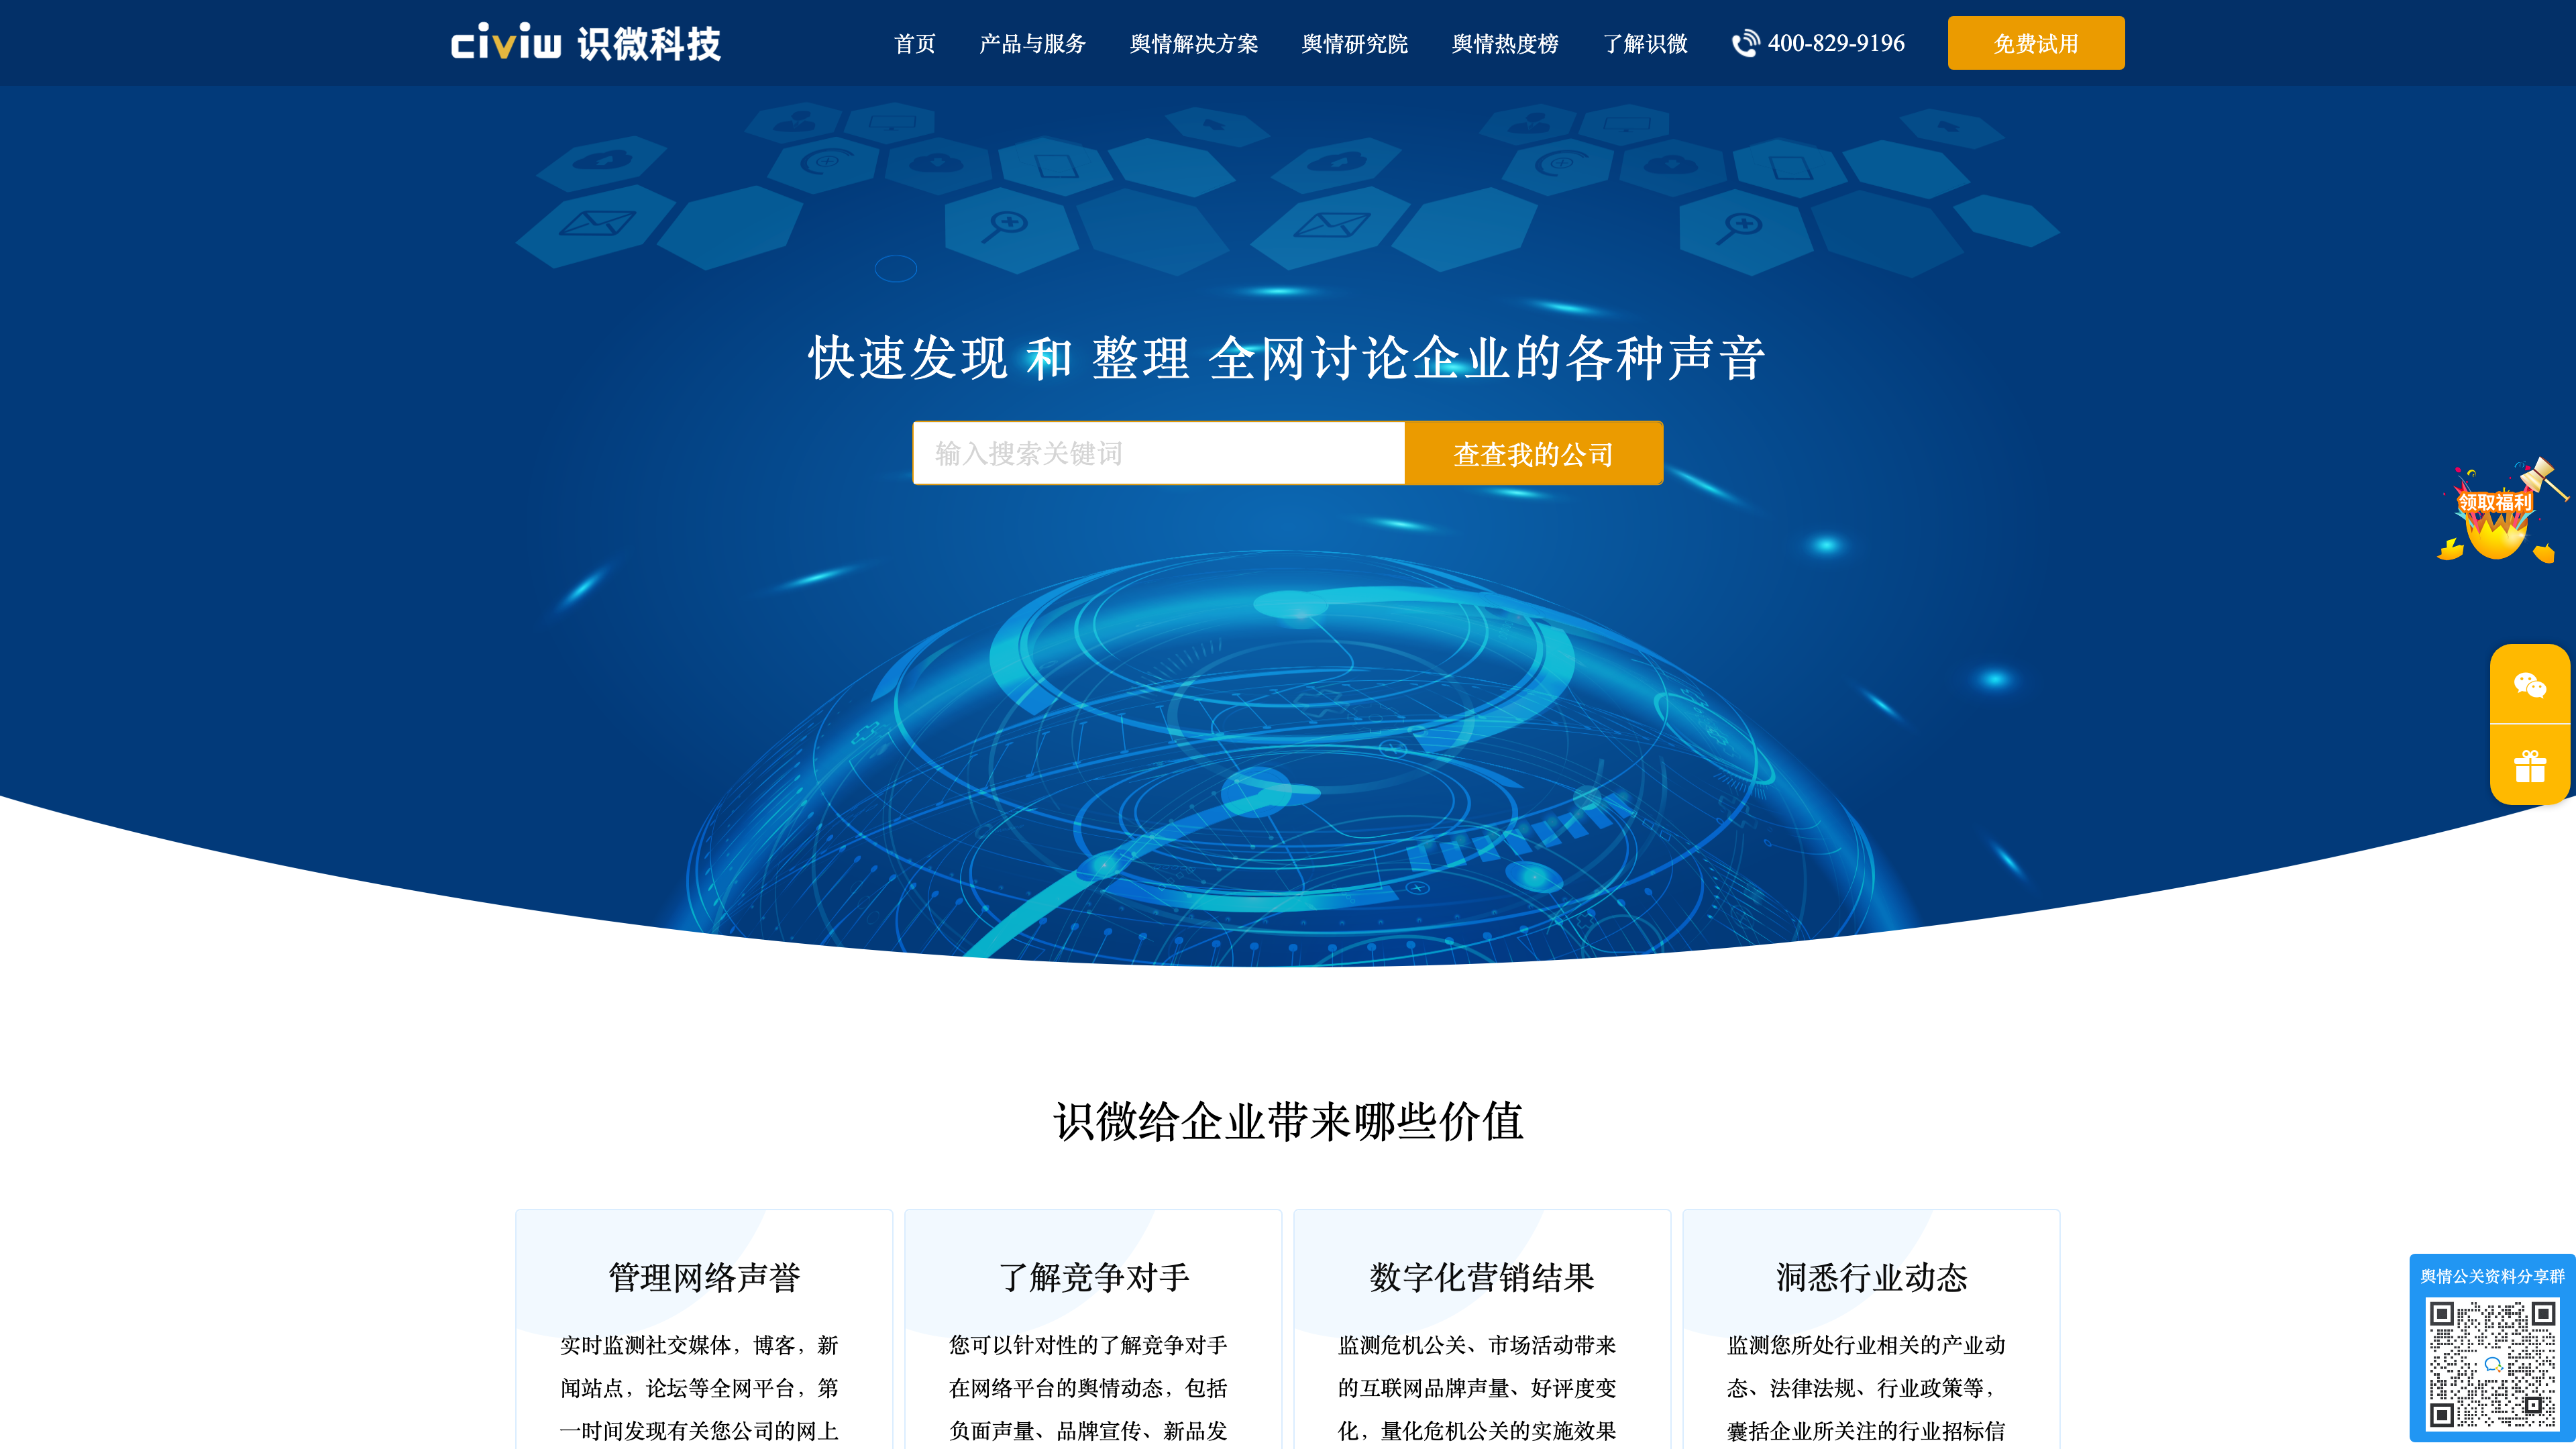 civiw 识微科技
首页 产品与服务 舆情解决方案 舆情研究院 舆情热度榜 了解识微 400-829-9196 免费试用
快速发现 和 整理 全网讨论企业的各种声音
输入搜索关键词 查查我的公司
领取福利
识微给企业带来哪些价值
管理网络声誉
实时监测社交媒体，博客，新
闻站点，论坛等全网平台，第
一时间发现有关您公司的网上
了解竞争对手
您可以针对性的了解竞争对手
在网络平台的舆情动态，包括
负面声量、品牌宣传、新品发
数字化营销结果
监测危机公关、市场活动带来
的互联网品牌声量、好评度变
化，量化危机公关的实施效果
洞悉行业动态
监测您所处行业相关的产业动
态、法律法规、行业政策等，
囊括企业所关注的行业招标信
舆情公关资料分享群